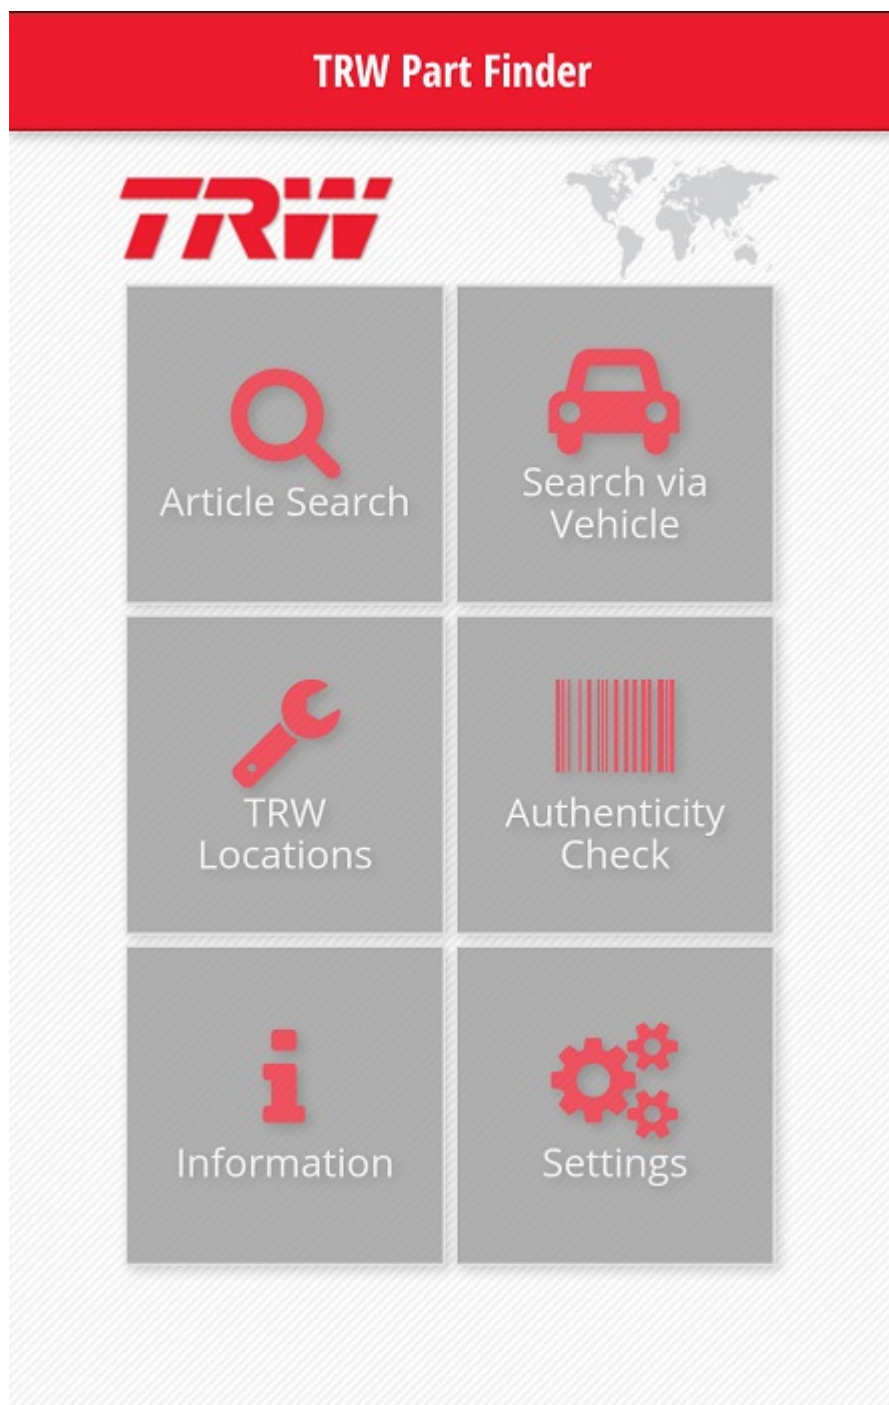 TRW Part Finder
TRW
Article Search
Search via
Vehicle
TRW
Locations
Authenticity
Check
Information
Settings